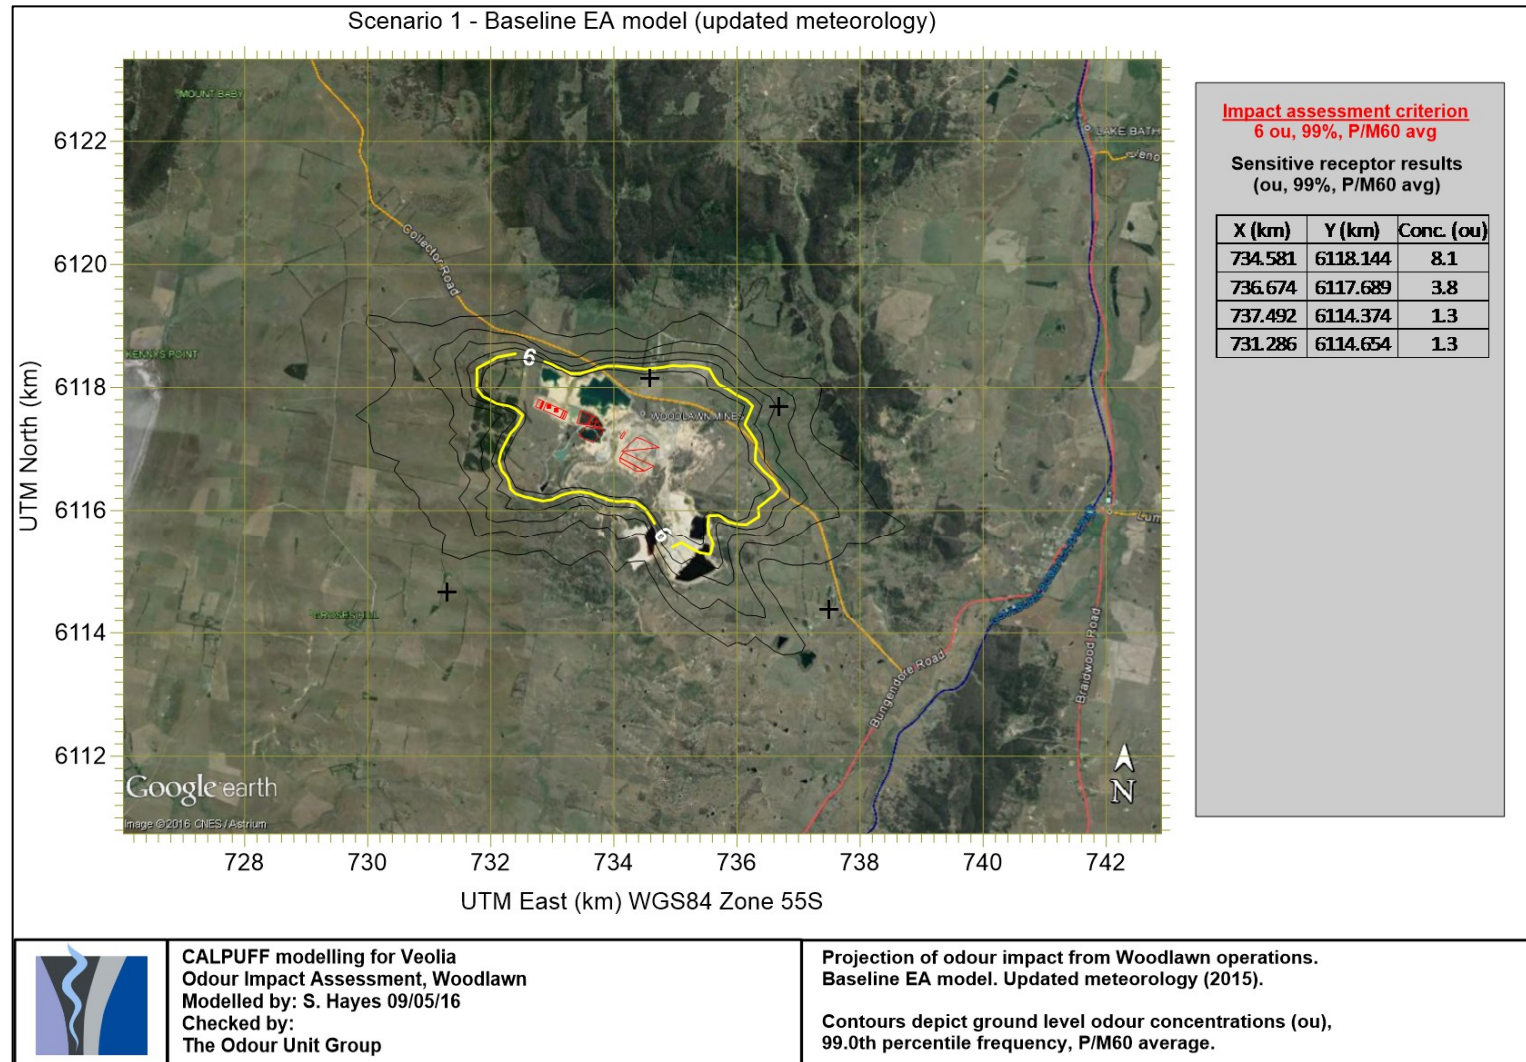 Scenario 1 - Baseline EA model (updated meteorology)
UTM North (km)
6122
6120
6118
6116
6114
6112
728
730
732
734
736
738
740
742
UTM East (km) WGS84 Zone 55S
MOUNT BABY
Collector Road
KENNYS POINT
LAKE BATH
6
WOODLAWN MINES
6
Bungendore Road
Braidwood Road
N
Google earth
Image ©2016 CNES / Astrium
Impact assessment criterion
6 ou, 99%, P/M60 avg
Sensitive receptor results
(ou, 99%, P/M60 avg)
X (km) Y (km) Conc. (ou)
734.581 6118.144 8.1
736.674 6117.689 3.8
737.492 6114.374 1.3
731.286 6114.654 1.3
CALPUFF modelling for Veolia
Odour Impact Assessment, Woodlawn
Modelled by: S. Hayes 09/05/16
Checked by:
The Odour Unit Group
Projection of odour impact from Woodlawn operations.
Baseline EA model. Updated meteorology (2015).
Contours depict ground level odour concentrations (ou),
99.0th percentile frequency, P/M60 average.